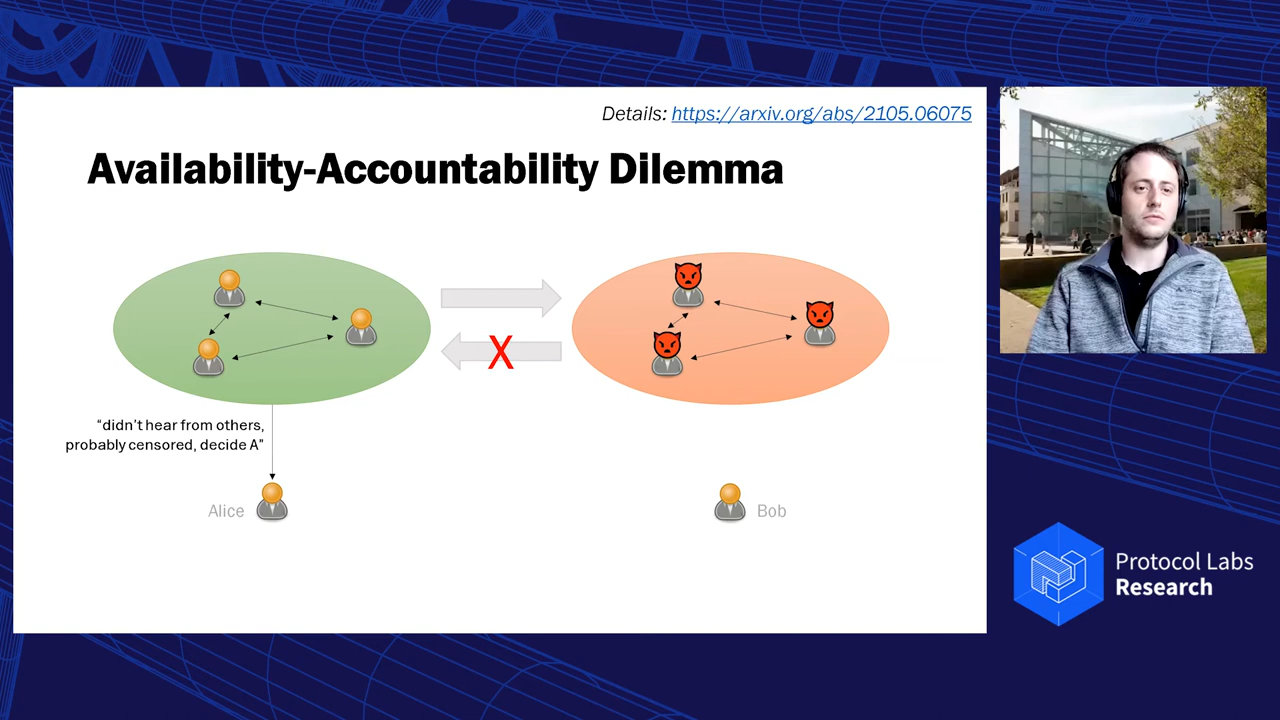 Details: https://arxiv.org/abs/2105.06075
Availability-Accountability Dilemma
X
“didn’t hear from others,
probably censored, decide A”
Alice
Bob
Protocol Labs
Research